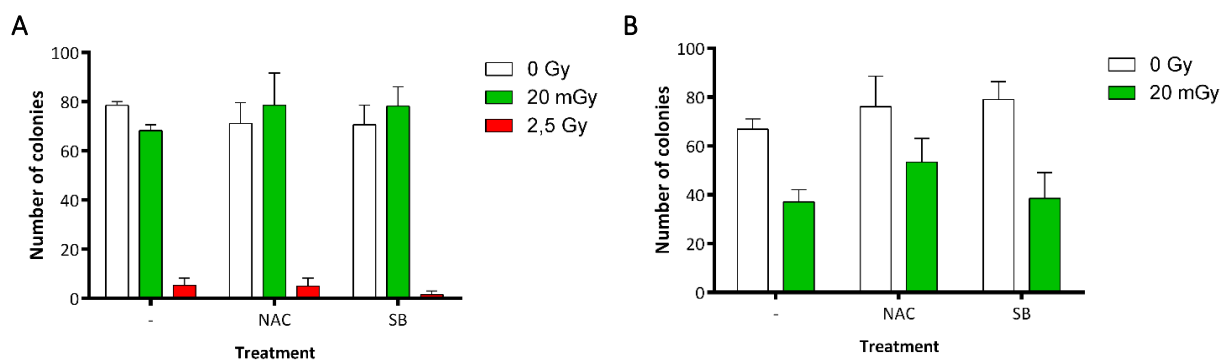 A
Number of colonies
100
80
60
40
20
0
- NAC SB
Treatment
0 Gy
20 mGy
2,5 Gy
B
Number of colonies
100
80
60
40
20
0
- NAC SB
Treatment
0 Gy
20 mGy